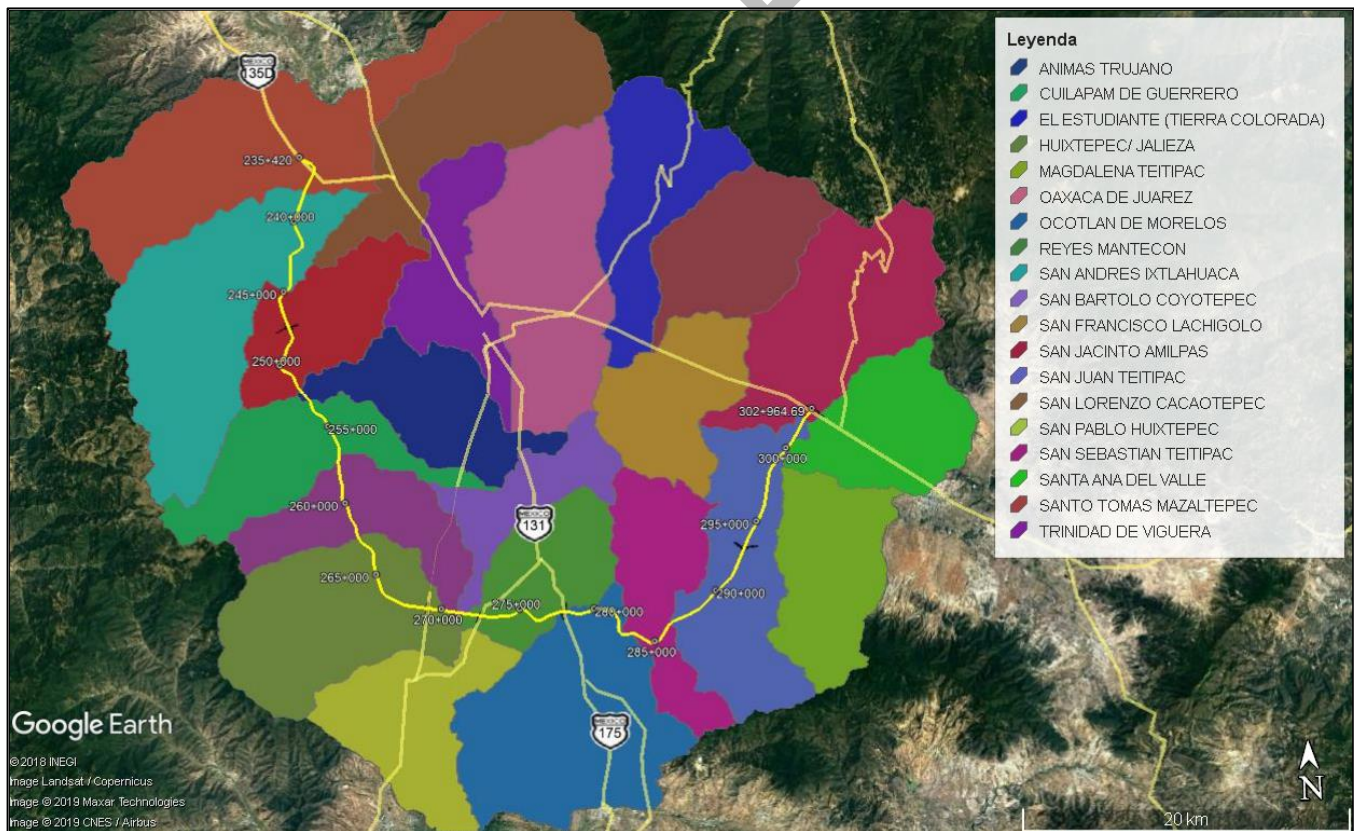 Leyenda
ANIMAS TRUJANO
CUILAPAM DE GUERRERO
EL ESTUDIANTE (TIERRA COLORADA)
HUIXTEPEC/ JALIEZA
MAGDALENA TEITIPAC
OAXACA DE JUAREZ
OCOTLAN DE MORELOS
REYES MANTECON
SAN ANDRES IXTLAHUACA
SAN BARTOLO COYOTEPEC
SAN FRANCISCO LACHIGOLO
SAN JACINTO AMILPAS
SAN JUAN TEITIPAC
SAN LORENZO CACAOTEPEC
SAN PABLO HUIXTEPEC
SAN SEBASTIAN TEITIPAC
SANTA ANA DEL VALLE
SANTO TOMAS MAZALTEPEC
TRINIDAD DE VIGUERA
MEXICO
135D
235+420
240+000
245+000
250+000
255+000
260+000
265+000
270+000
275+000
280+000
285+000
290+000
295+000
300+000
302+964.69
MEXICO
131
MEXICO
175
Google Earth
©2018 INEGI
Image Landsat / Copernicus
Image © 2019 Maxar Technologies
Image © 2019 CNES / Airbus
N
20 km